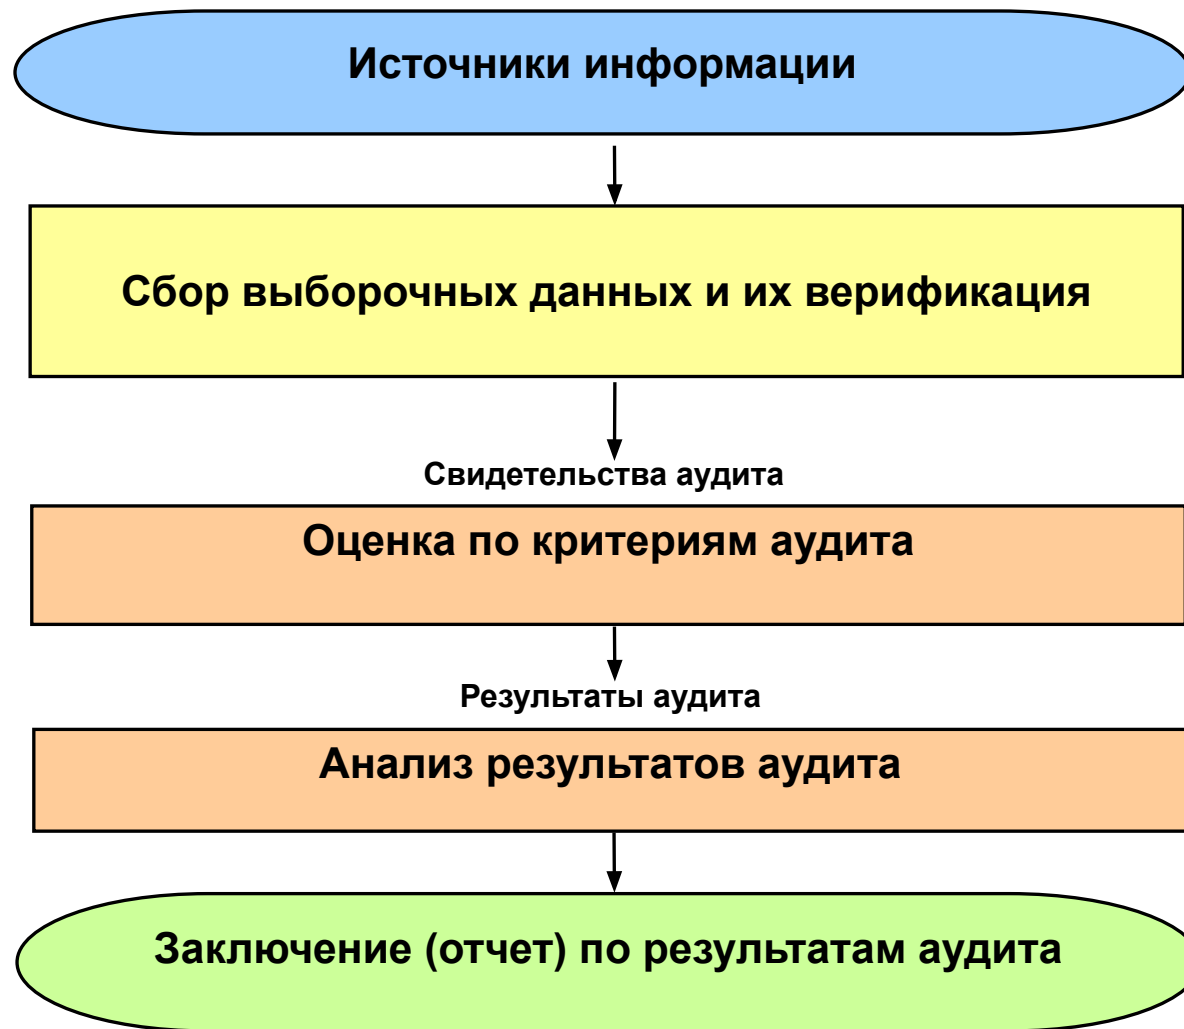 Источники информации
Сбор выборочных данных и их верификация
Свидетельства аудита
Оценка по критериям аудита
Результаты аудита
Анализ результатов аудита
Заключение (отчет) по результатам аудита